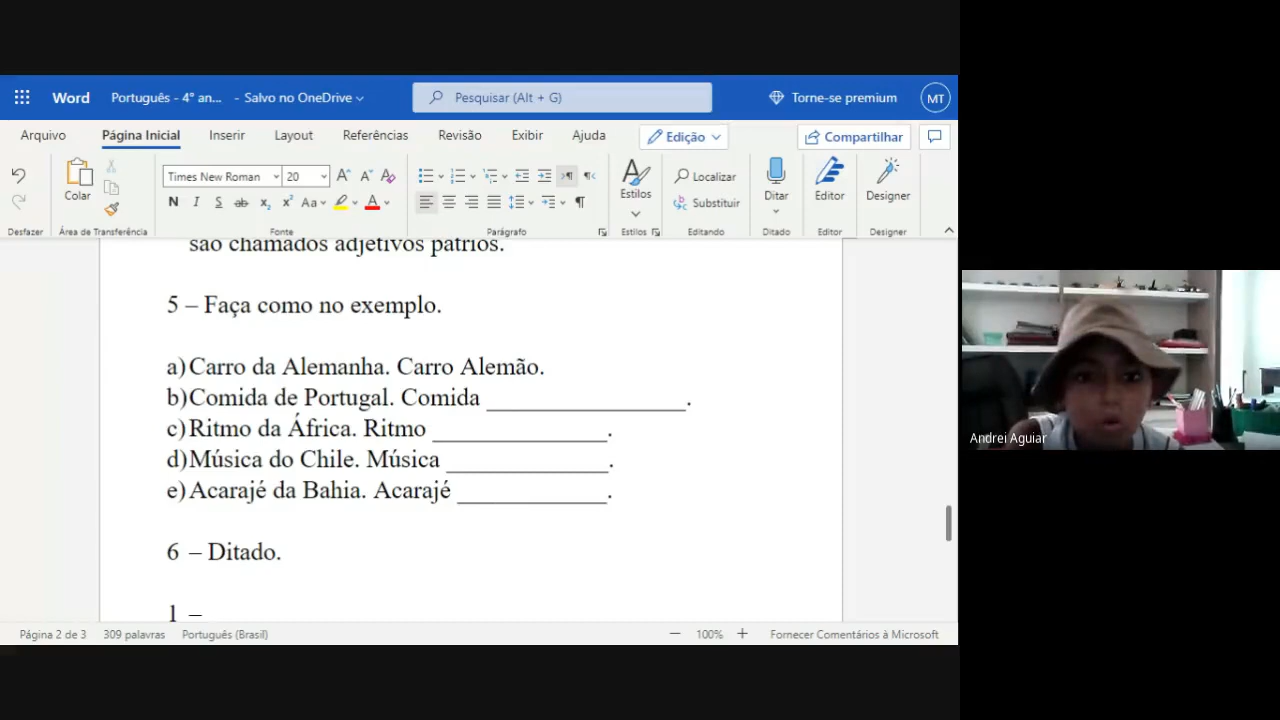 Word Português - 4° an... - Salvo no OneDrive Pesquisar (Alt + G) Torne-se premium MT
Arquivo Página Inicial Inserir Layout Referências Revisão Exibir Ajuda Edição Compartilhar
Colar Times New Roman 20 Estilos Localizar Substituir Ditar Editor Designer
Desfazer Área de Transferência Fonte Parágrafo Estilos Editando Ditado Editor Designer
são chamados adjetivos pátrios.
5 – Faça como no exemplo.
a) Carro da Alemanha. Carro Alemão.
b) Comida de Portugal. Comida ________________.
c) Ritmo da África. Ritmo ______________.
d) Música do Chile. Música _____________.
e) Acarajé da Bahia. Acarajé ____________.
6 – Ditado.
1 –
Página 2 de 3 309 palavras Português (Brasil) 100% Fornecer Comentários à Microsoft
Andrei Aguiar